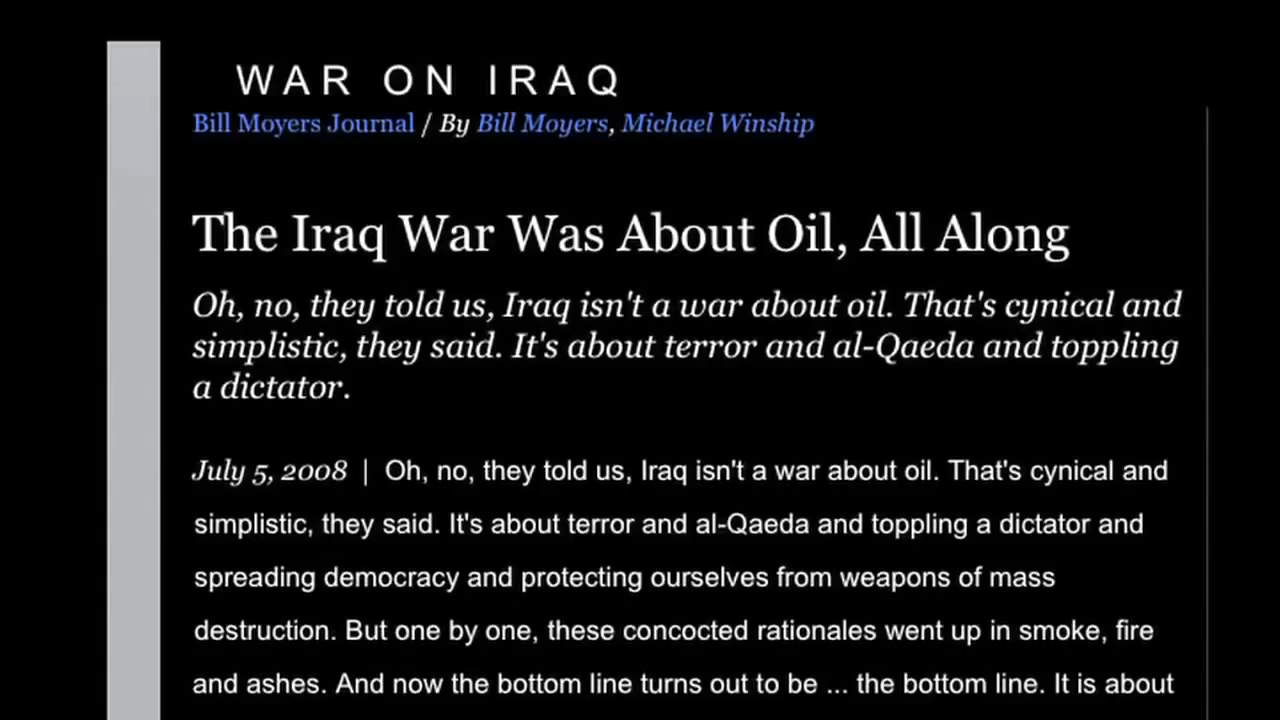 WAR ON IRAQ
Bill Moyers Journal / By Bill Moyers, Michael Winship
The Iraq War Was About Oil, All Along
Oh, no, they told us, Iraq isn't a war about oil. That's cynical and
simplistic, they said. It's about terror and al-Qaeda and toppling
a dictator.
July 5, 2008 | Oh, no, they told us, Iraq isn't a war about oil. That's cynical and
simplistic, they said. It's about terror and al-Qaeda and toppling a dictator and
spreading democracy and protecting ourselves from weapons of mass
destruction. But one by one, these concocted rationales went up in smoke, fire
and ashes. And now the bottom line turns out to be ... the bottom line. It is about